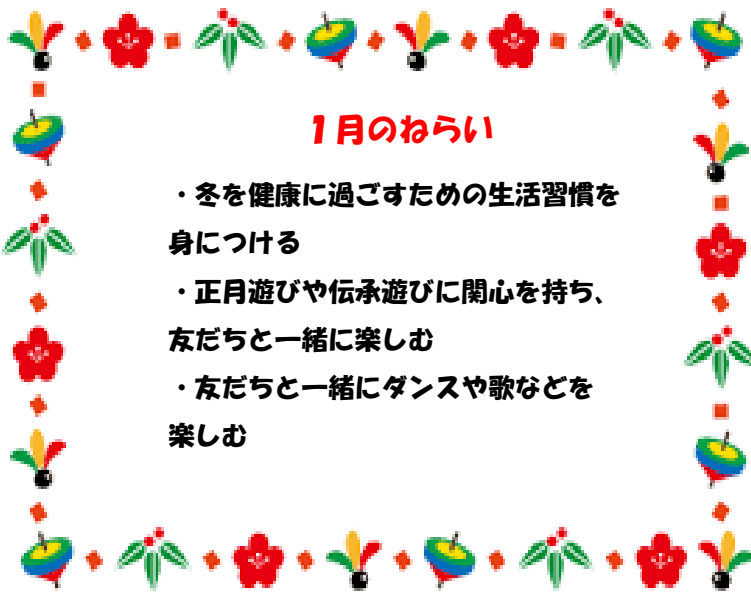 1月のねらい
・冬を健康に過ごすための生活習慣を
身につける
・正月遊びや伝承遊びに関心を持ち、
友だちと一緒に楽しむ
・友だちと一緒にダンスや歌などを
楽しむ